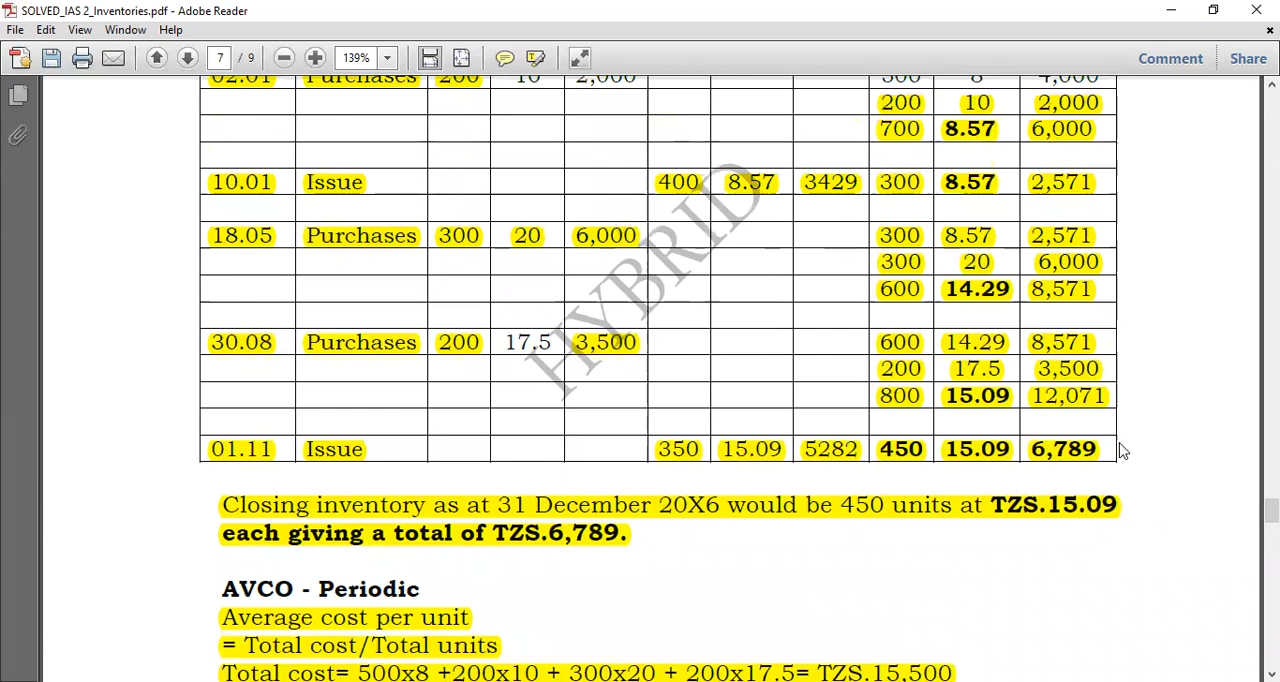 SOLVED_IAS 2_Inventories.pdf - Adobe Reader
File Edit View Window Help
7 / 9 139% Comment Share
02.01 Purchases 200 10 2,000 500 8 4,000
200 10 2,000
700 8.57 6,000
10.01 Issue 400 8.57 3429 300 8.57 2,571
18.05 Purchases 300 20 6,000 300 8.57 2,571
300 20 6,000
600 14.29 8,571
30.08 Purchases 200 17.5 3,500 600 14.29 8,571
200 17.5 3,500
800 15.09 12,071
01.11 Issue 350 15.09 5282 450 15.09 6,789
HYBRID
Closing inventory as at 31 December 20X6 would be 450 units at TZS.15.09
each giving a total of TZS.6,789.
AVCO - Periodic
Average cost per unit
= Total cost/Total units
Total cost= 500x8 +200x10 + 300x20 + 200x17.5= TZS.15,500